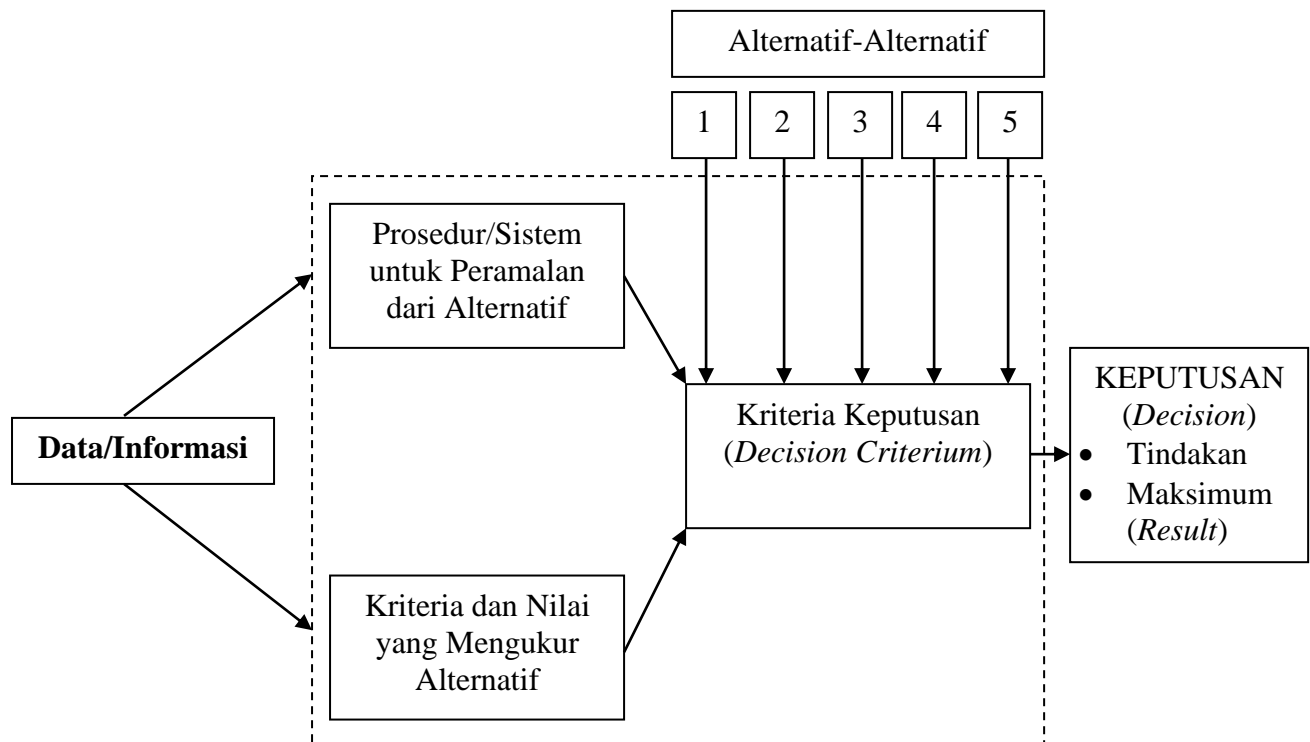 Alternatif-Alternatif
1 2 3 4 5
Prosedur/Sistem
untuk Peramalan
dari Alternatif
Data/Informasi
Kriteria Keputusan
(Decision Criterium)
KEPUTUSAN
(Decision)
• Tindakan
• Maksimum
(Result)
Kriteria dan Nilai
yang Mengukur
Alternatif